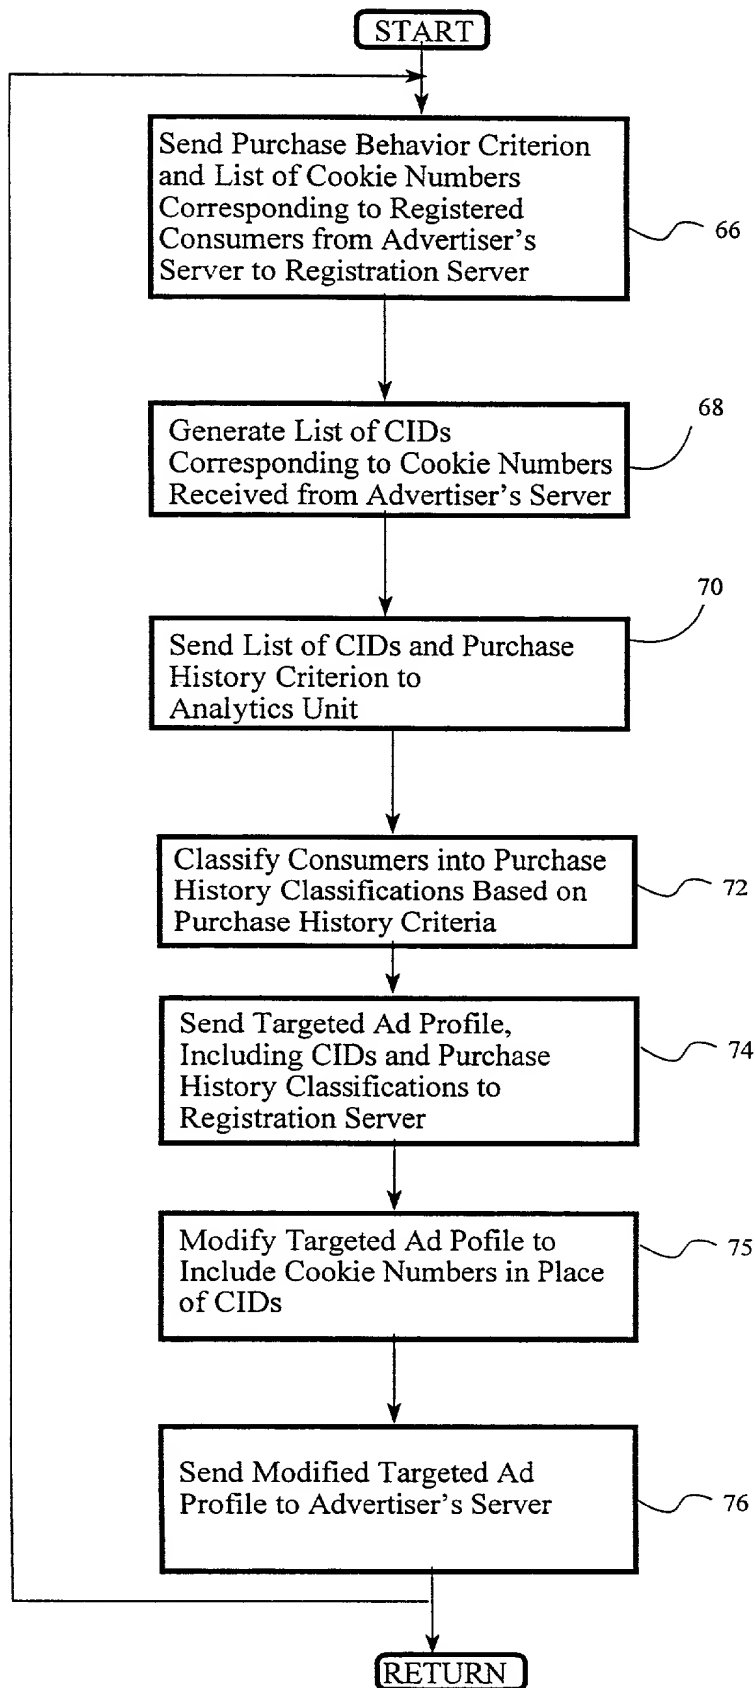 START
Send Purchase Behavior Criterion
and List of Cookie Numbers
Corresponding to Registered
Consumers from Advertiser's
Server to Registration Server
66
Generate List of CIDs
Corresponding to Cookie Numbers
Received from Advertiser's Server
68
Send List of CIDs and Purchase
History Criterion to
Analytics Unit
70
Classify Consumers into Purchase
History Classifications Based on
Purchase History Criteria
72
Send Targeted Ad Profile,
Including CIDs and Purchase
History Classifications to
Registration Server
74
Modify Targeted Ad Pofile to
Include Cookie Numbers in Place
of CIDs
75
Send Modified Targeted Ad
Profile to Advertiser's Server
76
RETURN